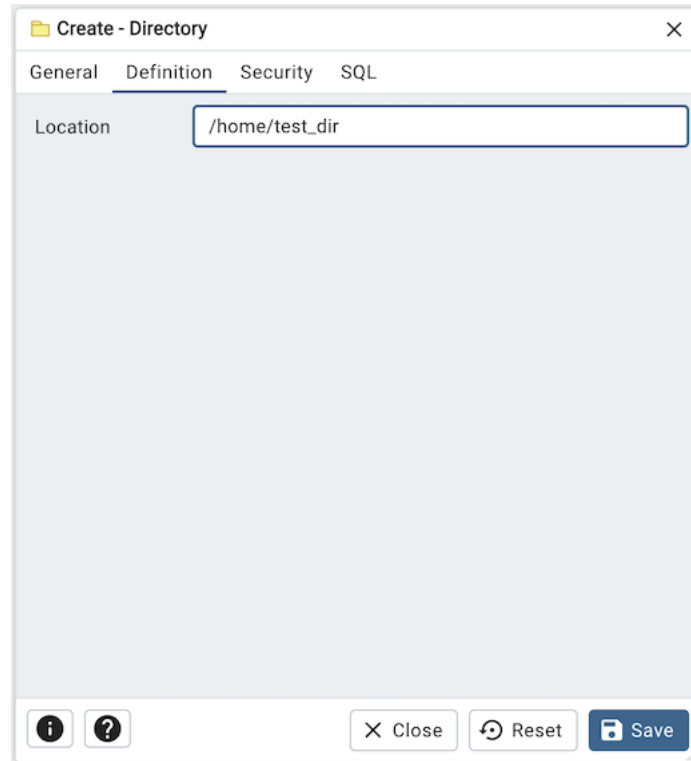 Create - Directory
General Definition Security SQL
Location /home/test_dir
Close Reset Save